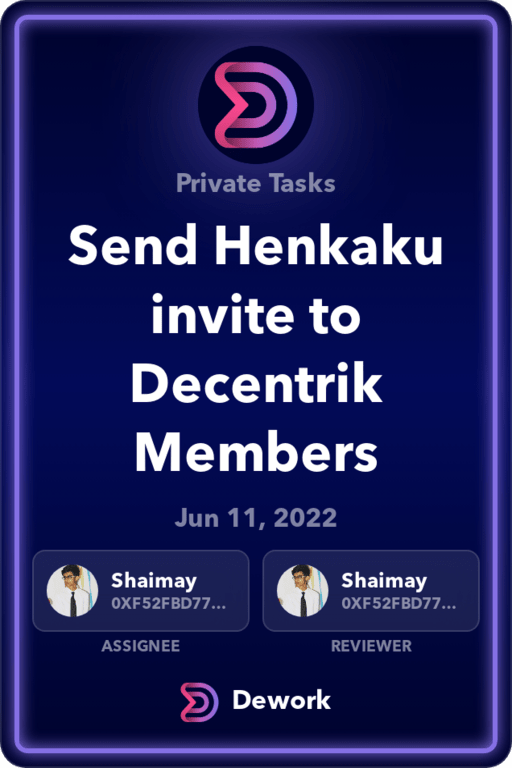 Private Tasks
Send Henkaku
invite to
Decentrik
Members
Jun 11, 2022
Shaimay
0XF52FBD77...
ASSIGNEE
Shaimay
0XF52FBD77...
REVIEWER
Dework